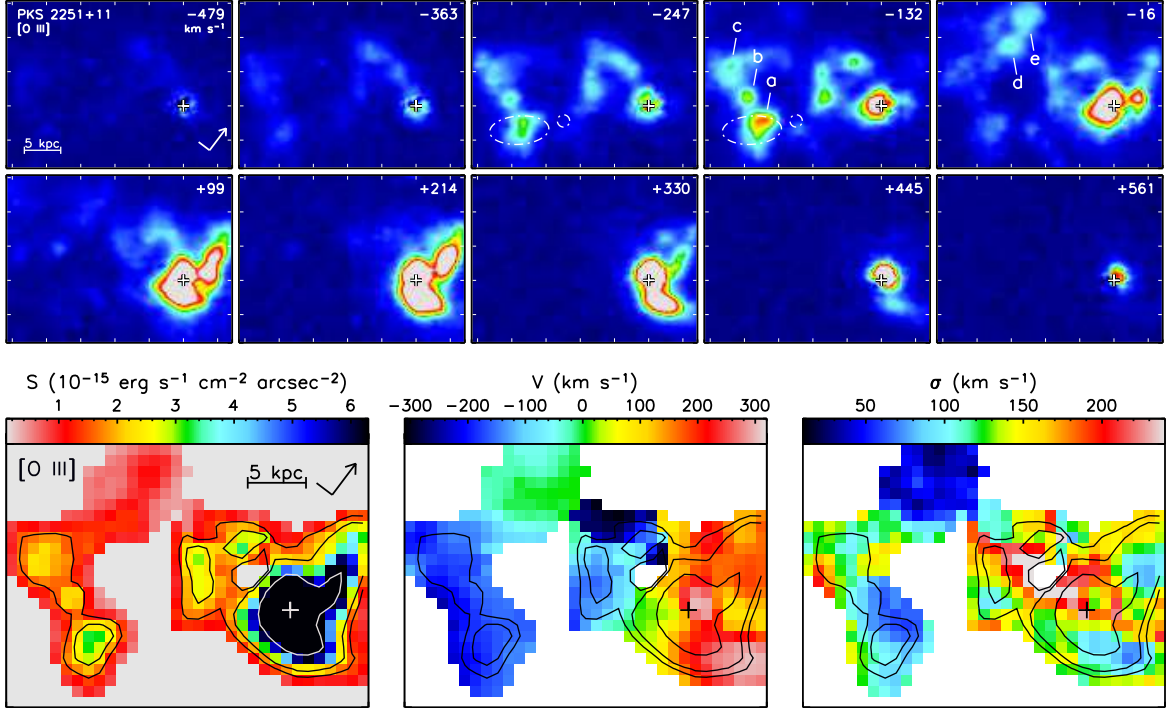 PKS 2251+11 −479 −363 −247 −132 −16
[O III] km s⁻¹
c
b
a
e
d
5 kpc
+99 +214 +330 +445 +561
S (10⁻¹⁵ erg s⁻¹ cm⁻² arcsec⁻²) V (km s⁻¹) σ (km s⁻¹)
1 2 3 4 5 6 −300 −200 −100 0 100 200 300 50 100 150 200
[O III] 5 kpc